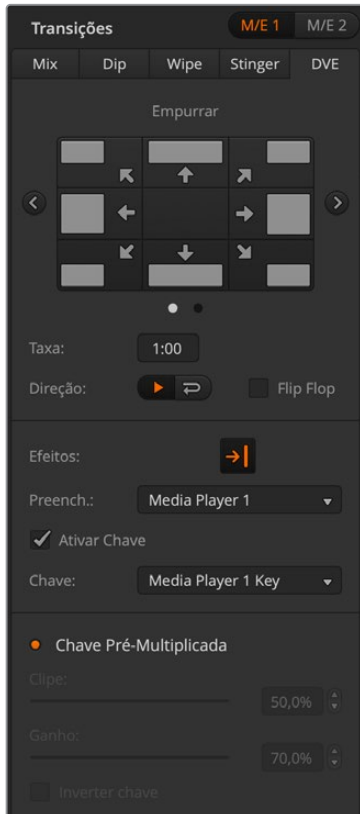 Transições M/E 1 M/E 2
Mix Dip Wipe Stinger DVE
Empurrar
Taxa: 1:00
Direção: Flip Flop
Efeitos:
Preench.: Media Player 1
Ativar Chave
Chave: Media Player 1 Key
Chave Pré-Multiplicada
Clipe:
50,0%
Ganho:
70,0%
Inverter chave